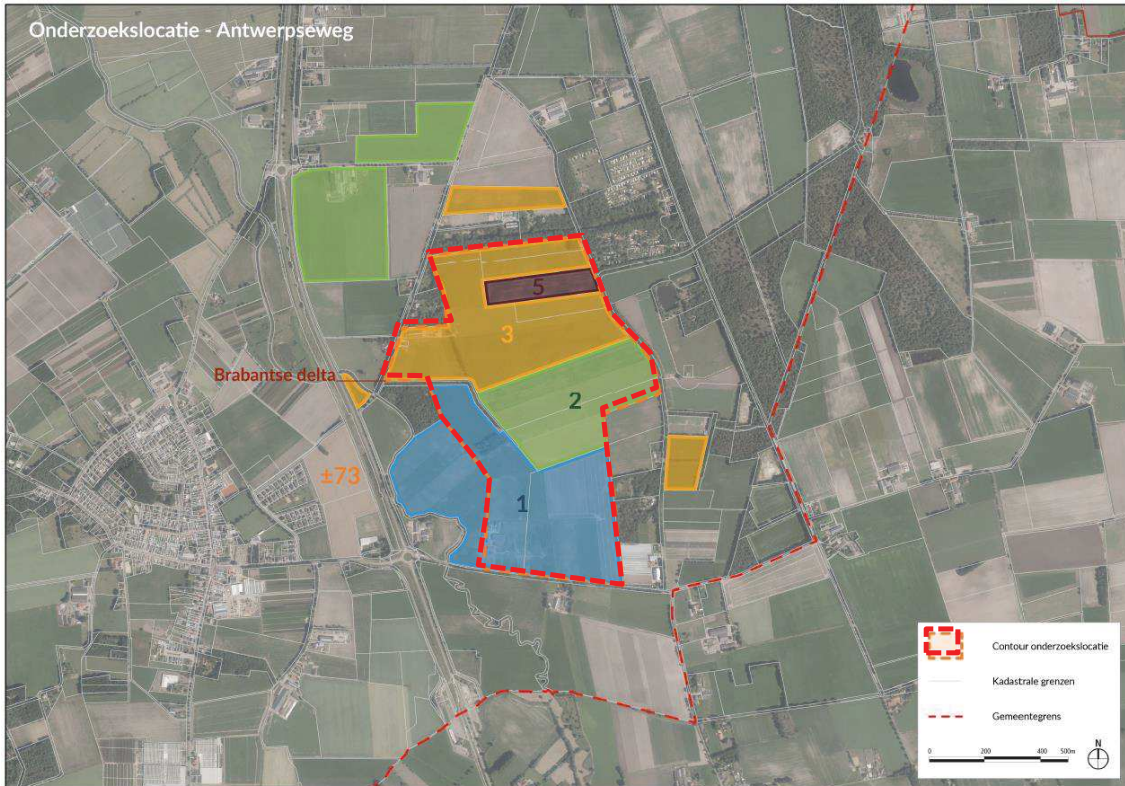 Onderzoekslocatie - Antwerpseweg
5
3
Brabantse delta
2
±73
1
Contour onderzoekslocatie
Kadastrale grenzen
Gemeentegrens
0 200 400 500m
N